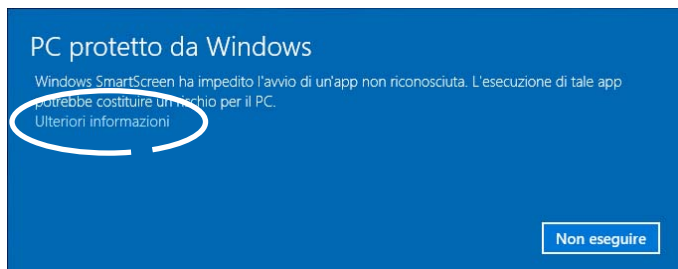 PC protetto da Windows
Windows SmartScreen ha impedito l'avvio di un'app non riconosciuta. L'esecuzione di tale app
potrebbe costituire un rischio per il PC.
Ulteriori informazioni
Non eseguire